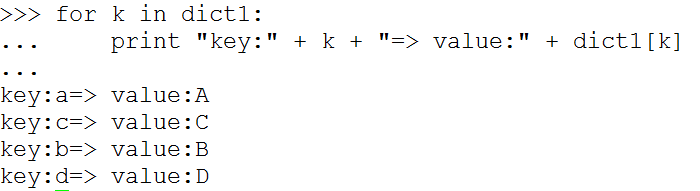 >>> for k in dict1:
...     print "key:" + k + "=> value:" + dict1[k]
...
key:a=> value:A
key:c=> value:C
key:b=> value:B
key:d=> value:D